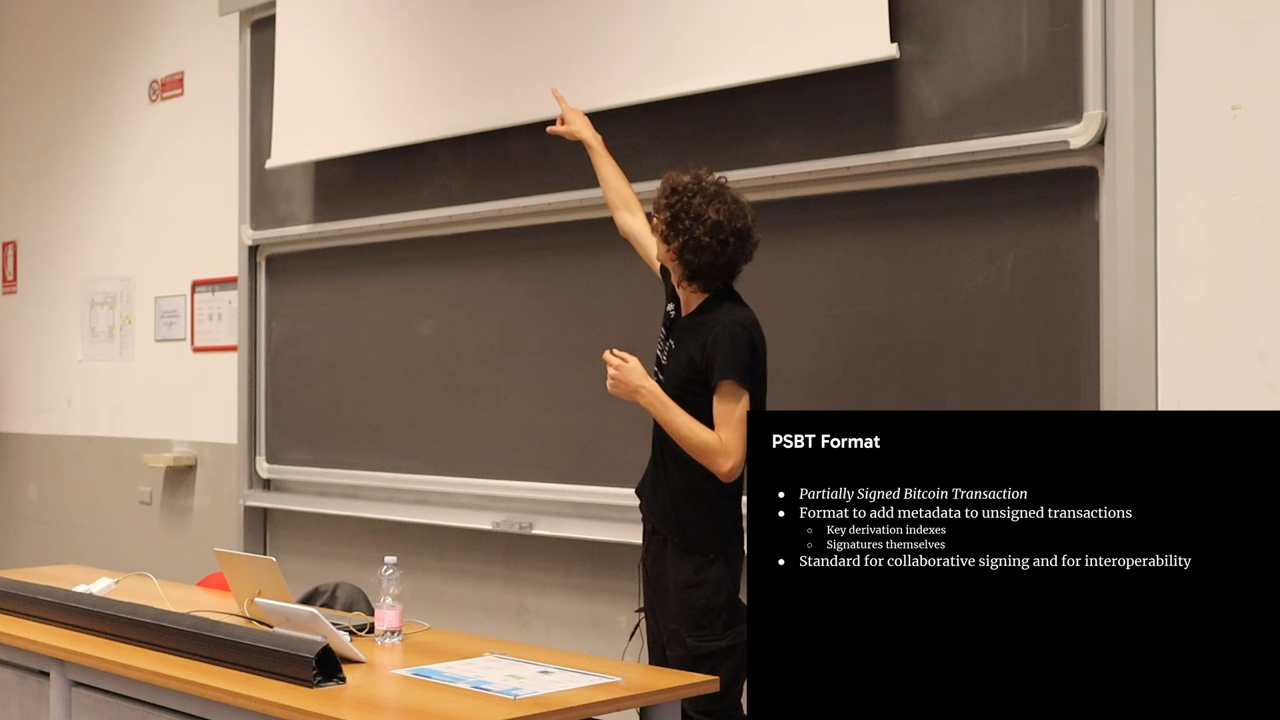 PSBT Format
● Partially Signed Bitcoin Transaction
● Format to add metadata to unsigned transactions
○ Key derivation indexes
○ Signatures themselves
● Standard for collaborative signing and for interoperability